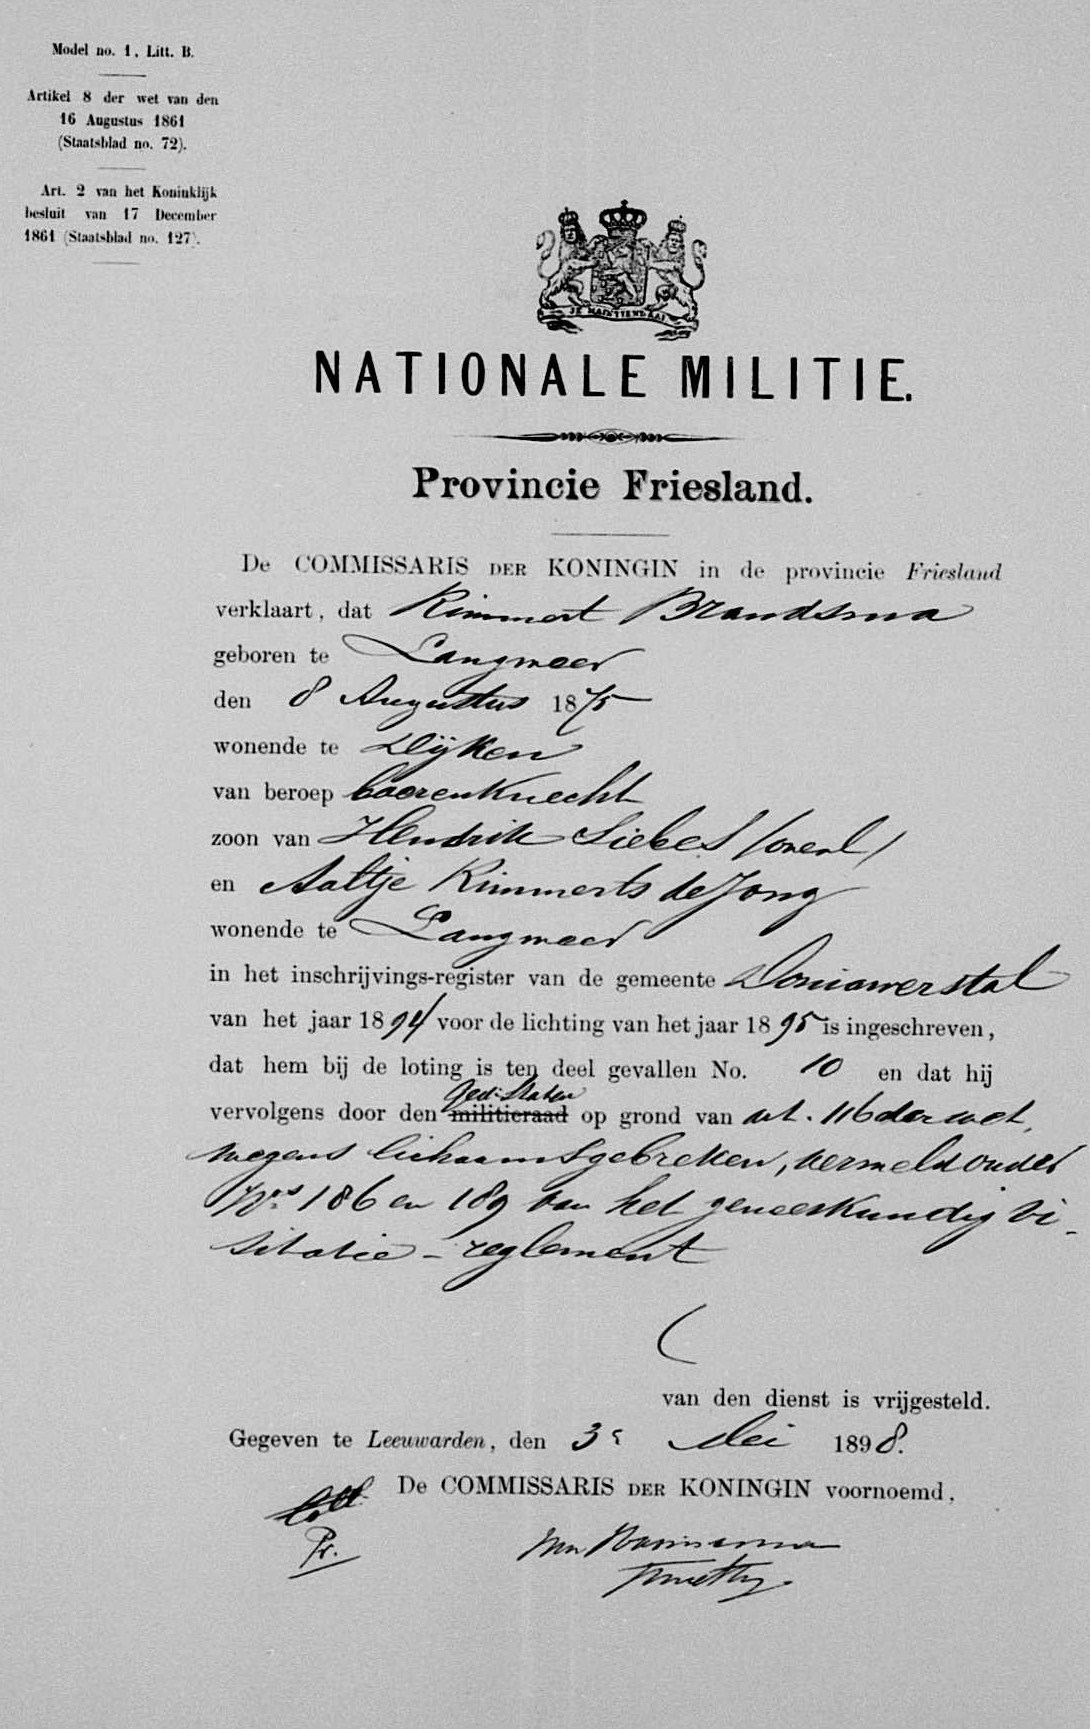 Model no. 1, Litt. B.
Artikel 8 der wet van den
16 Augustus 1861
(Staatsblad no. 72).
Art. 2 van het Koninklijk
besluit van 17 December
1861 (Staatsblad no. 127).
JE MAINTIENDRAI
NATIONALE MILITIE.
Provincie Friesland.
De COMMISSARIS DER KONINGIN in de provincie Friesland
verklaart, dat Rimmert Brandsma
geboren te Langweer
den 8 Augustus 1875
wonende te Dijken
van beroep boerenknecht
zoon van Hendrik Siebes (overl)
en Aaltje Rimmerts de Jong
wonende te Langweer
in het inschrijvings-register van de gemeente Doniawerstal
van het jaar 1894 voor de lichting van het jaar 1895 is ingeschreven,
dat hem bij de loting is ten deel gevallen No. 10 en dat hij
Ged: Staten
vervolgens door den militieraad op grond van art. 116 der wet,
wegens lichaamsgebreken, vermeld onder
Nos 186 en 189 van het geneeskundig vi-
sitatie-reglement
van den dienst is vrijgesteld.
Gegeven te Leeuwarden, den 3e Mei 1898.
De COMMISSARIS DER KONINGIN voornoemd,
Pr.